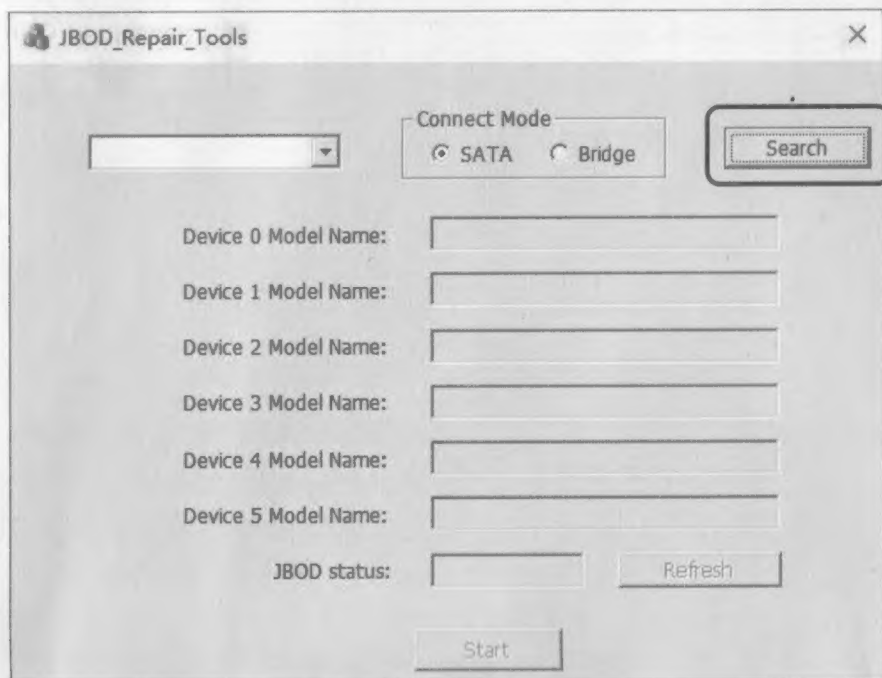 JBOD_Repair_Tools
Connect Mode
SATA Bridge
Search
Device 0 Model Name:
Device 1 Model Name:
Device 2 Model Name:
Device 3 Model Name:
Device 4 Model Name:
Device 5 Model Name:
JBOD status:
Refresh
Start